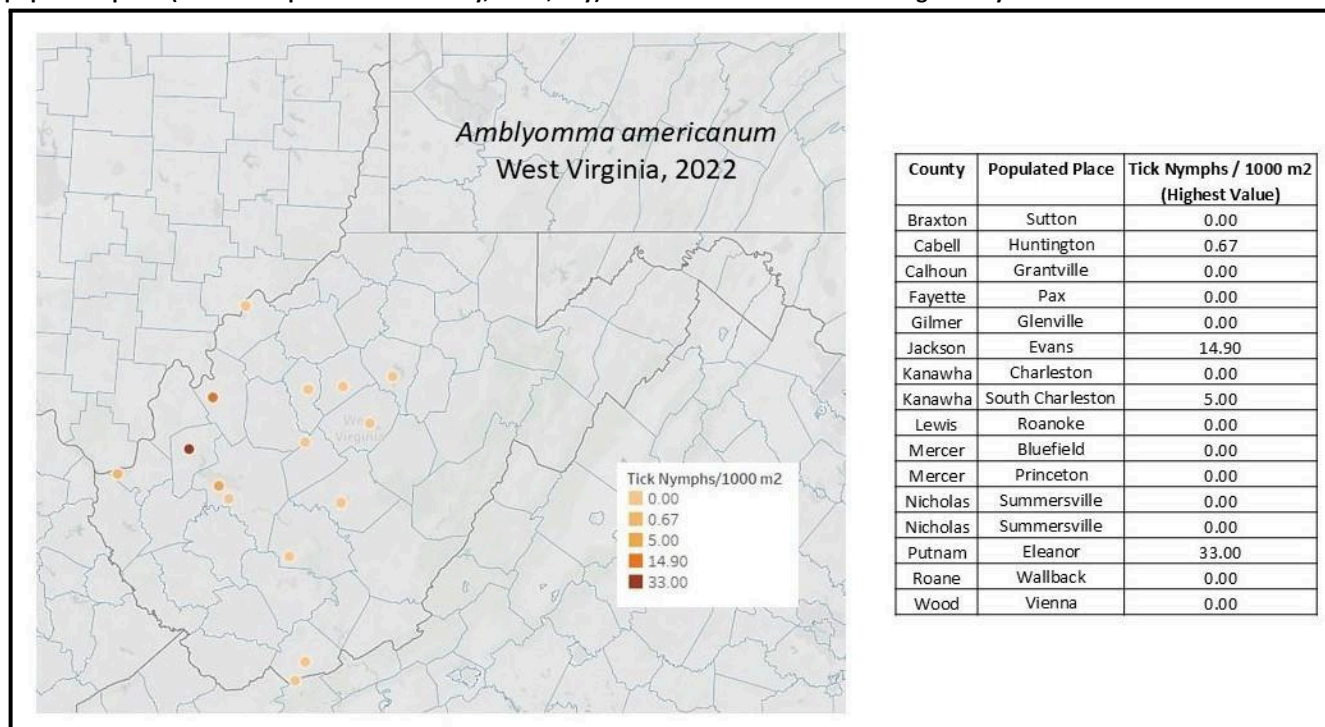 Amblyomma americanum
West Virginia, 2022
West
Virginia
Tick Nymphs/1000 m2
0.00
0.67
5.00
14.90
33.00
County Populated Place Tick Nymphs / 1000 m2
(Highest Value)
Braxton Sutton 0.00
Cabell Huntington 0.67
Calhoun Grantville 0.00
Fayette Pax 0.00
Gilmer Glenville 0.00
Jackson Evans 14.90
Kanawha Charleston 0.00
Kanawha South Charleston 5.00
Lewis Roanoke 0.00
Mercer Bluefield 0.00
Mercer Princeton 0.00
Nicholas Summersville 0.00
Nicholas Summersville 0.00
Putnam Eleanor 33.00
Roane Wallback 0.00
Wood Vienna 0.00